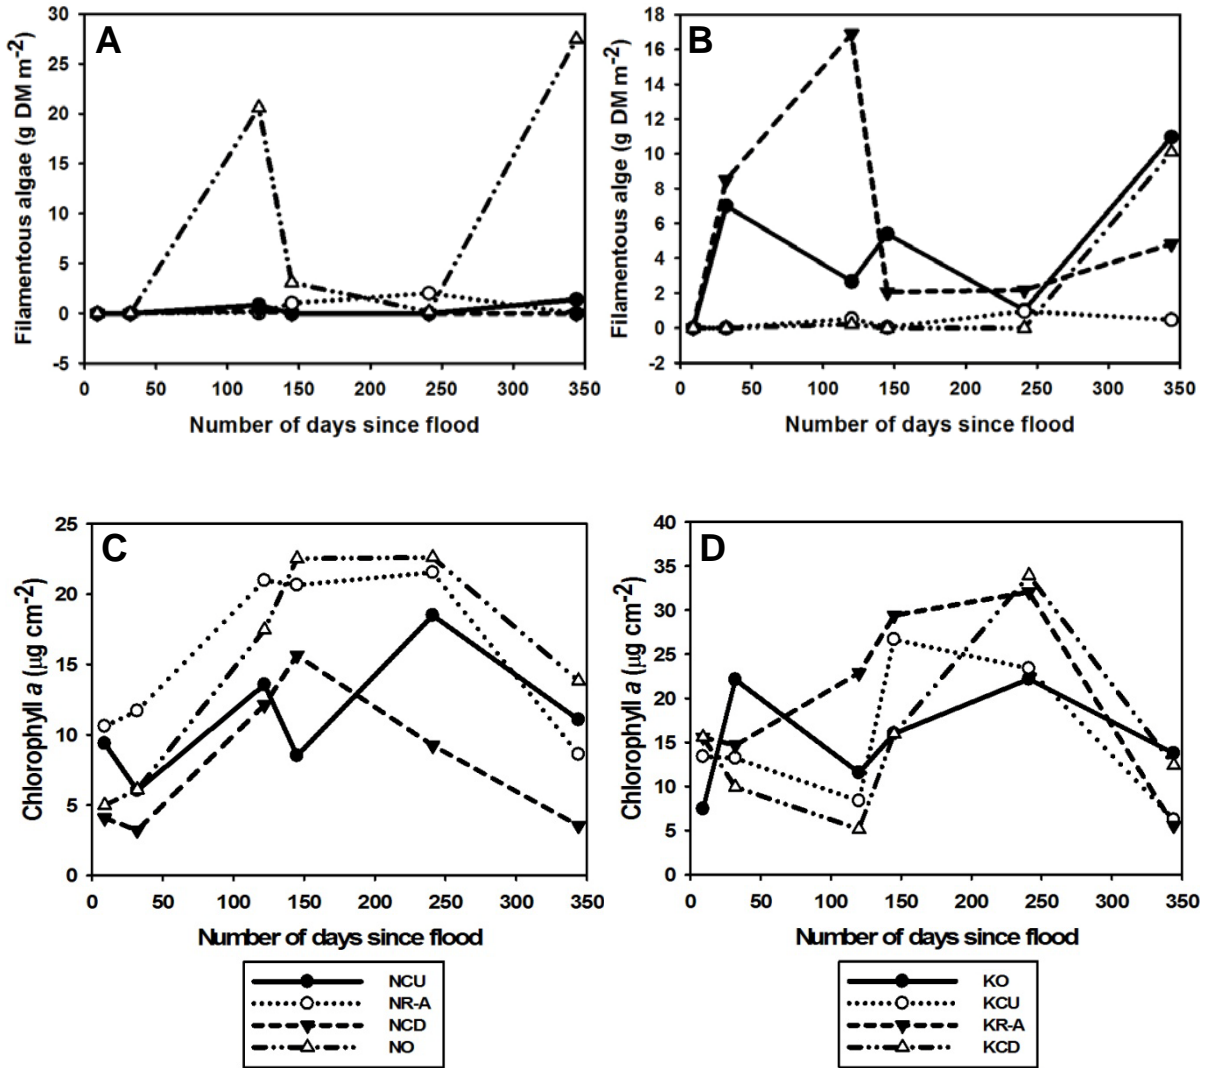 A
Filamentous algae (g DM m-2)
30
25
20
15
10
5
0
-5
0 50 100 150 200 250 300 350
Number of days since flood
B
Filamentous alge (g DM m-2)
18
16
14
12
10
8
6
4
2
0
-2
0 50 100 150 200 250 300 350
Number of days since flood
C
Chlorophyll a (µg cm-2)
25
20
15
10
5
0
0 50 100 150 200 250 300 350
Number of days since flood
NCU
NR-A
NCD
NO
D
Chlorophyll a (µg cm-2)
40
35
30
25
20
15
10
5
0
0 50 100 150 200 250 300 350
Number of days since flood
KO
KCU
KR-A
KCD